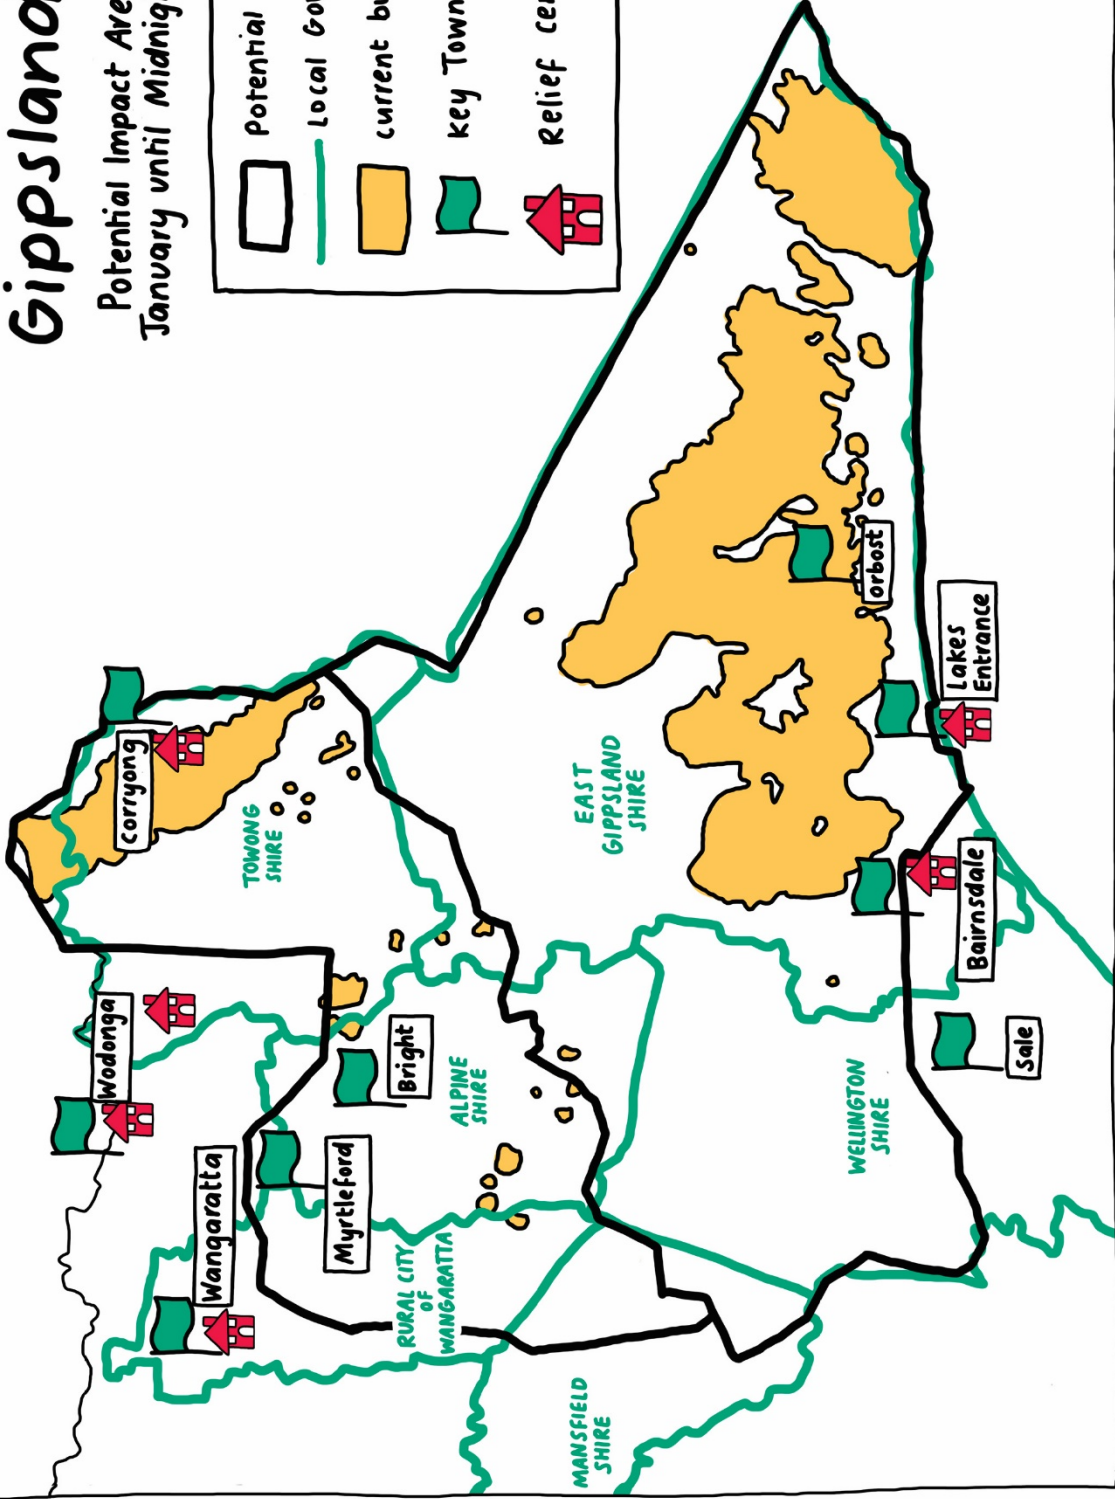 Gippsland
Potential Impact Are
January until Midnig
Potential
Local Go
current bu
Key Town
Relief cen
Corryong
TOWONG
SHIRE
Wodonga
Wangaratta
Bright
Myrtleford
ALPINE
SHIRE
RURAL CITY
OF
WANGARATTA
MANSFIELD
SHIRE
EAST
GIPPSLAND
SHIRE
WELLINGTON
SHIRE
orbost
Lakes
Entrance
Bairnsdale
Sale